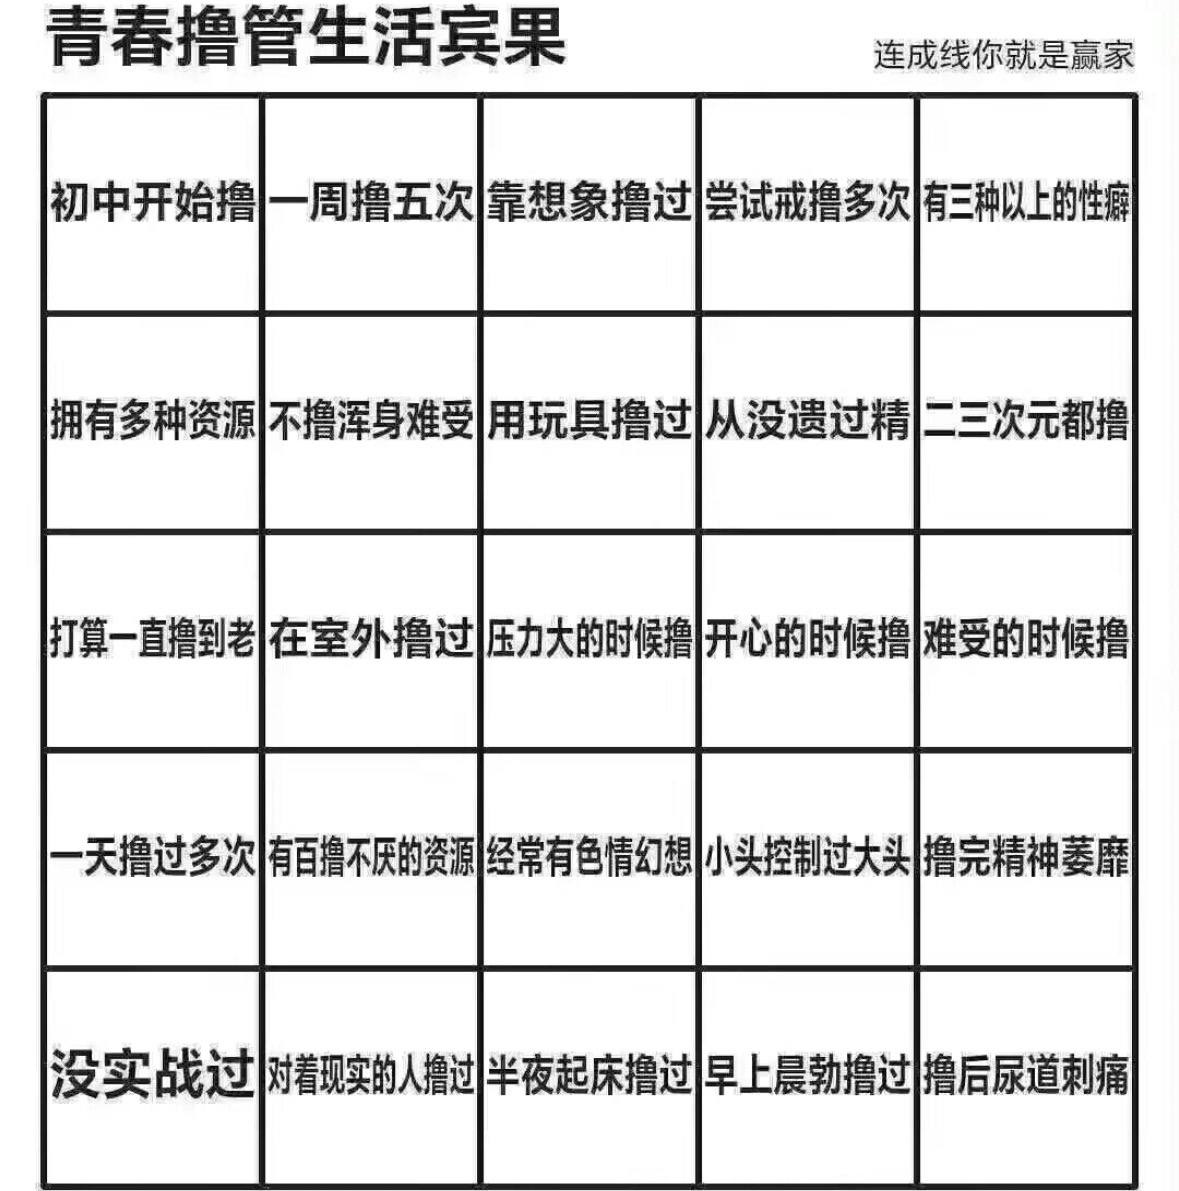 青春撸管生活宾果
连成线你就是赢家
初中开始撸
一周撸五次
靠想象撸过
尝试戒撸多次
有三种以上的性癖
拥有多种资源
不撸浑身难受
用玩具撸过
从没遗过精
二三次元都撸
打算一直撸到老
在室外撸过
压力大的时候撸
开心的时候撸
难受的时候撸
一天撸过多次
有百撸不厌的资源
经常有色情幻想
小头控制过大头
撸完精神萎靡
没实战过
对着现实的人撸过
半夜起床撸过
早上晨勃撸过
撸后尿道刺痛